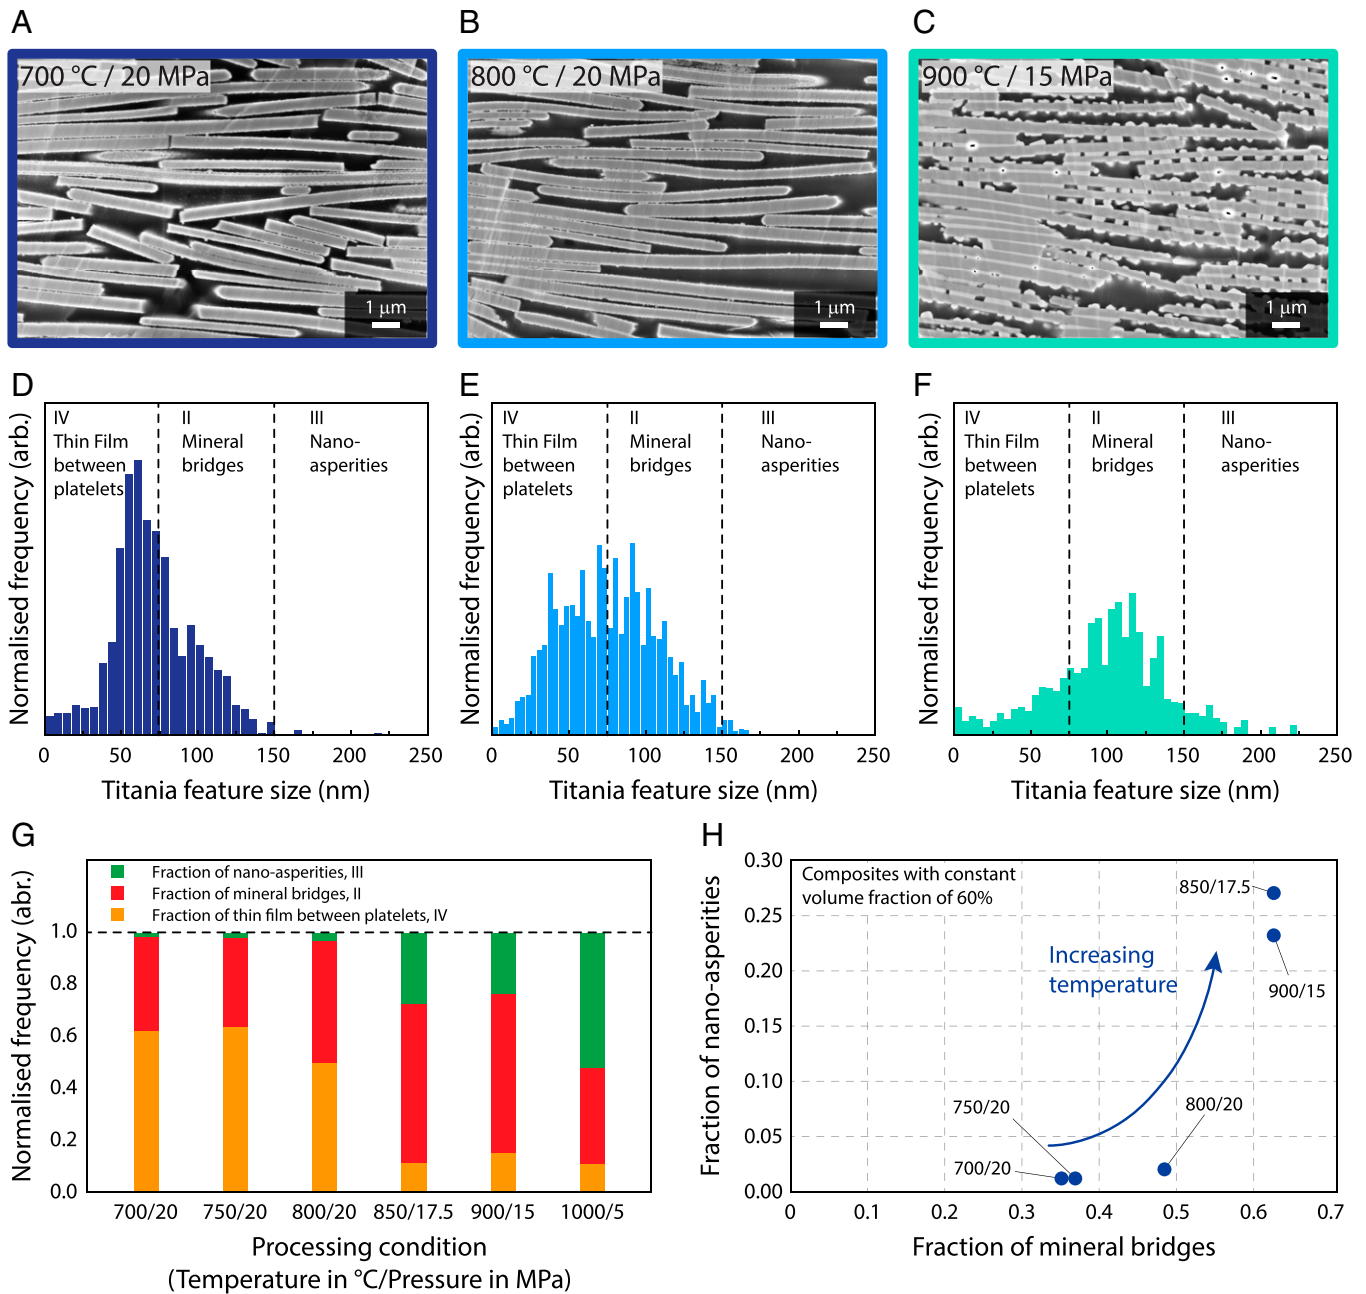 A
B
C
700 °C / 20 MPa
800 °C / 20 MPa
900 °C / 15 MPa
1 µm
1 µm
1 µm
D
E
F
Normalised frequency (arb.)
IV
Thin Film
between
platelets
II
Mineral
bridges
III
Nano-
asperities
0
50
100
150
200
250
Titania feature size (nm)
Normalised frequency (arb.)
IV
Thin Film
between
platelets
II
Mineral
bridges
III
Nano-
asperities
0
50
100
150
200
250
Titania feature size (nm)
Normalised frequency (arb.)
IV
Thin Film
between
platelets
II
Mineral
bridges
III
Nano-
asperities
0
50
100
150
200
250
Titania feature size (nm)
G
Normalised frequency (abr.)
Fraction of nano-asperities, III
Fraction of mineral bridges, II
Fraction of thin film between platelets, IV
1.0
0.8
0.6
0.4
0.2
0.0
700/20
750/20
800/20
850/17.5
900/15
1000/5
Processing condition
(Temperature in °C/Pressure in MPa)
H
Fraction of nano-asperities
0.30
0.25
0.20
0.15
0.10
0.05
0.00
Composites with constant
volume fraction of 60%
850/17.5
Increasing
temperature
900/15
750/20
800/20
700/20
0
0.1
0.2
0.3
0.4
0.5
0.6
0.7
Fraction of mineral bridges